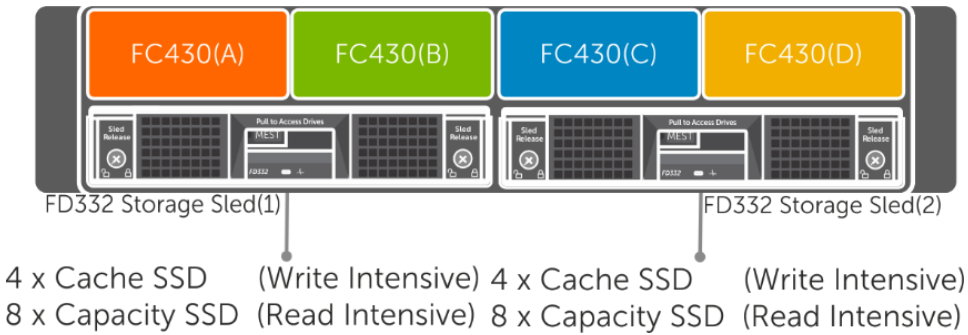 FC430(A) FC430(B) FC430(C) FC430(D)
Pull to Access Drives Pull to Access Drives
Sled Release Sled Release Sled Release Sled Release
MEST MEST
FD332 FD332
FD332 Storage Sled(1) FD332 Storage Sled(2)
4 x Cache SSD (Write Intensive) 4 x Cache SSD (Write Intensive)
8 x Capacity SSD (Read Intensive) 8 x Capacity SSD (Read Intensive)